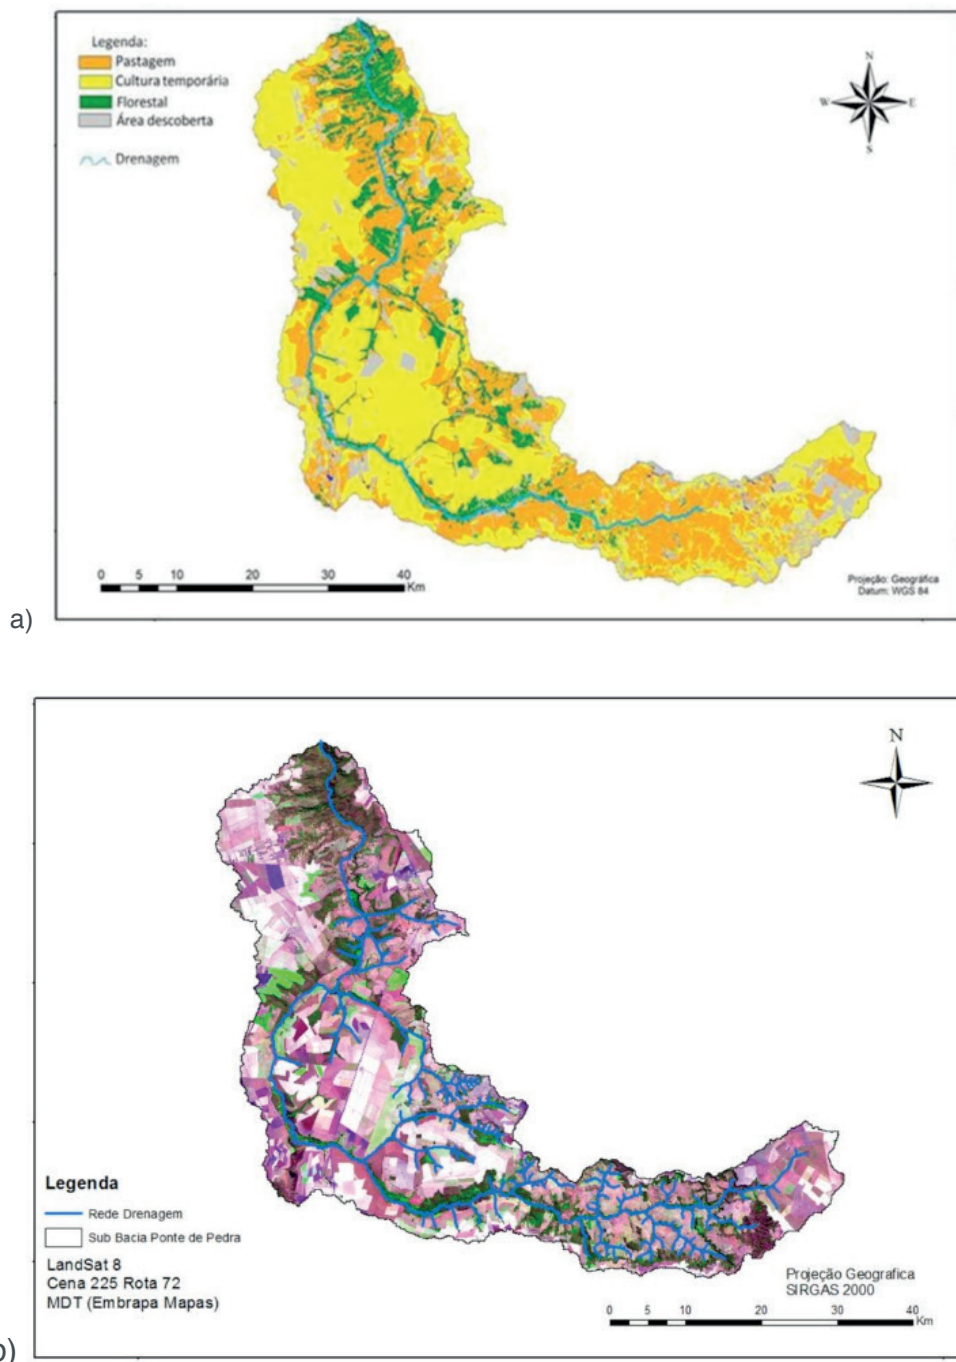 Legenda:
Pastagem
Cultura temporária
Florestal
Área descoberta
Drenagem
N
W E
S
0 5 10 20 30 40
Km
Projeção: Geográfica
Datum: WGS 84
a)
N
Legenda
Rede Drenagem
Sub Bacia Ponte de Pedra
LandSat 8
Cena 225 Rota 72
MDT (Embrapa Mapas)
Projeção Geografica
SIRGAS 2000
0 5 10 20 30 40
Km
b)